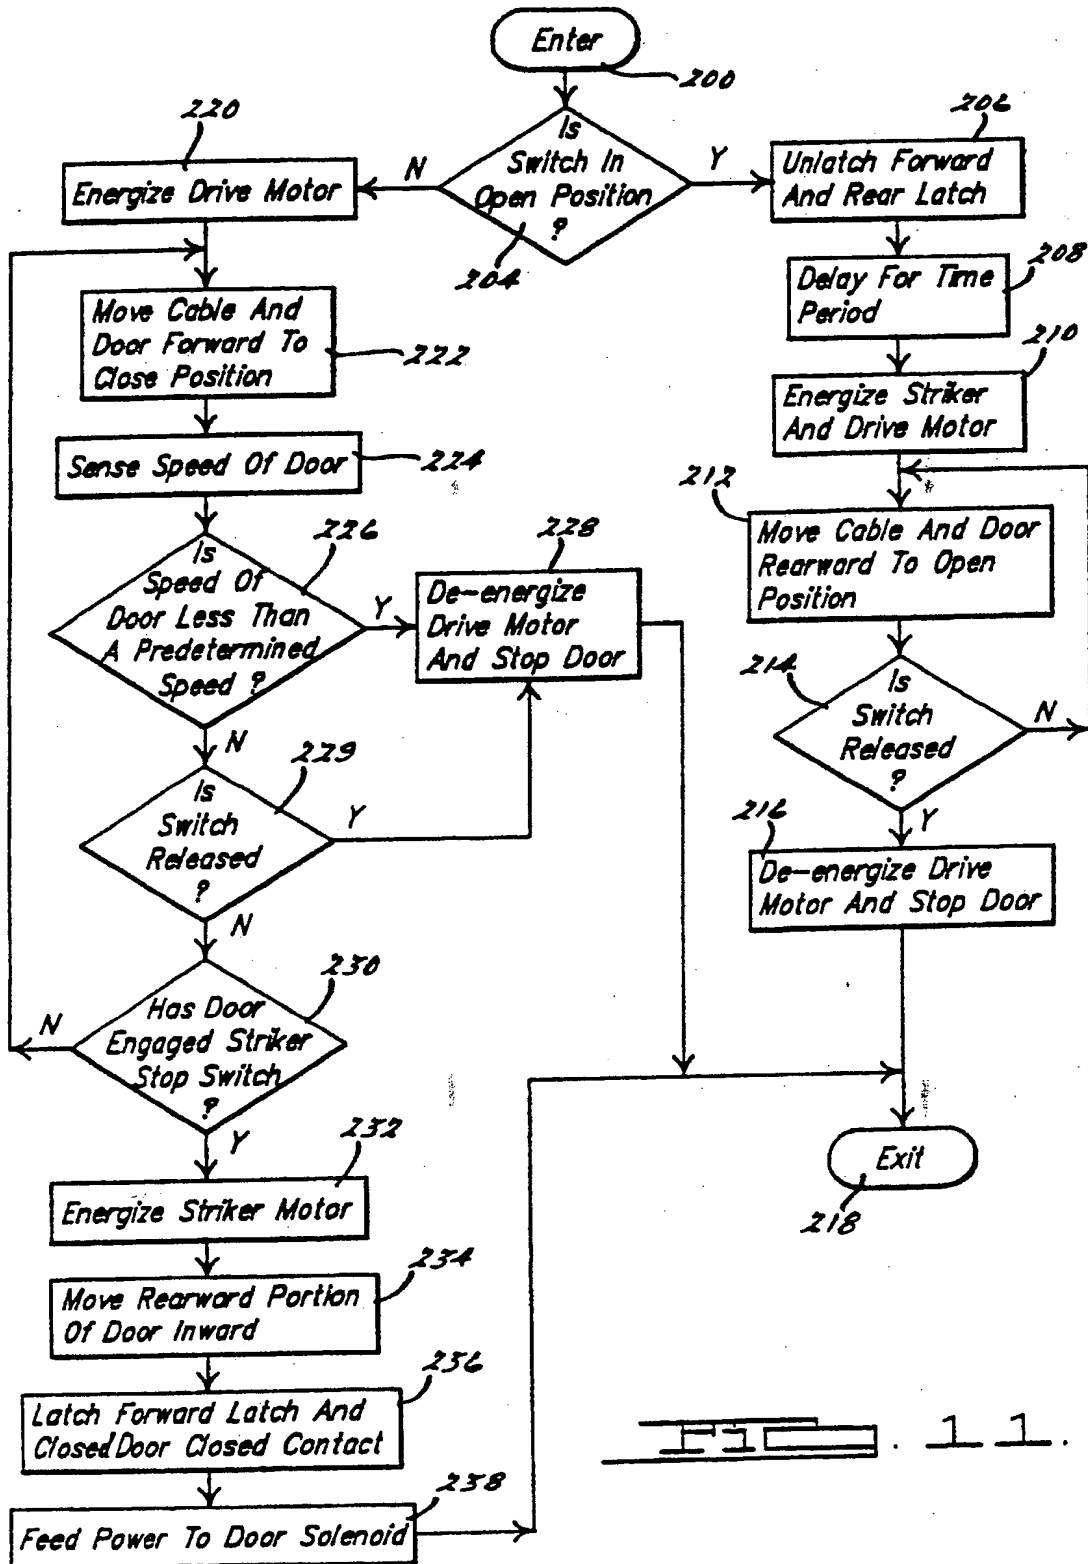 Enter
200
Is
Switch In
Open Position
?
204
N
Y
220
Energize Drive Motor
206
Unlatch Forward
And Rear Latch
208
Delay For Time
Period
210
Energize Striker
And Drive Motor
212
Move Cable And Door
Rearward To Open
Position
214
Is
Switch
Released
?
N
Y
216
De-energize Drive
Motor And Stop Door
Exit
218
Move Cable And
Door Forward To
Close Position
222
Sense Speed Of Door
224
Is
Speed Of
Door Less Than
A Predetermined
Speed ?
226
Y
N
228
De-energize
Drive Motor
And Stop Door
229
Is
Switch
Released
?
Y
N
230
Has Door
Engaged Striker
Stop Switch
?
N
Y
232
Energize Striker Motor
234
Move Rearward Portion
Of Door Inward
236
Latch Forward Latch And
Closed Door Closed Contact
238
Feed Power To Door Solenoid
FIG. 11.